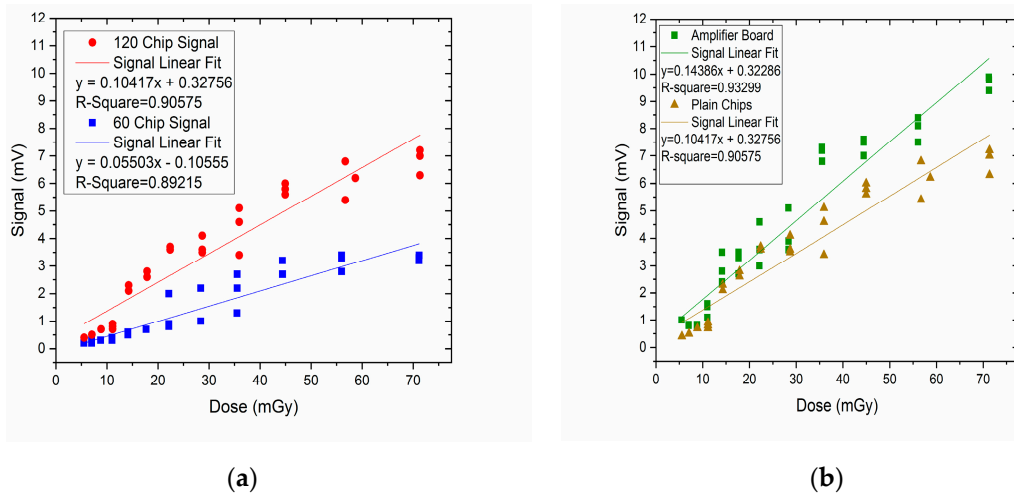 12
11
10
9
8
7
6
5
4
3
2
1
0
Signal (mV)
120 Chip Signal
Signal Linear Fit
y = 0.10417x + 0.32756
R-Square=0.90575
60 Chip Signal
Signal Linear Fit
y = 0.05503x - 0.10555
R-Square=0.89215
0 10 20 30 40 50 60 70
Dose (mGy)
(a)
12
11
10
9
8
7
6
5
4
3
2
1
0
Signal (mV)
Amplifier Board
Signal Linear Fit
y=0.14386x + 0.32286
R-square=0.93299
Plain Chips
Signal Linear Fit
y=0.10417x + 0.32756
R-square=0.90575
0 10 20 30 40 50 60 70
Dose (mGy)
(b)